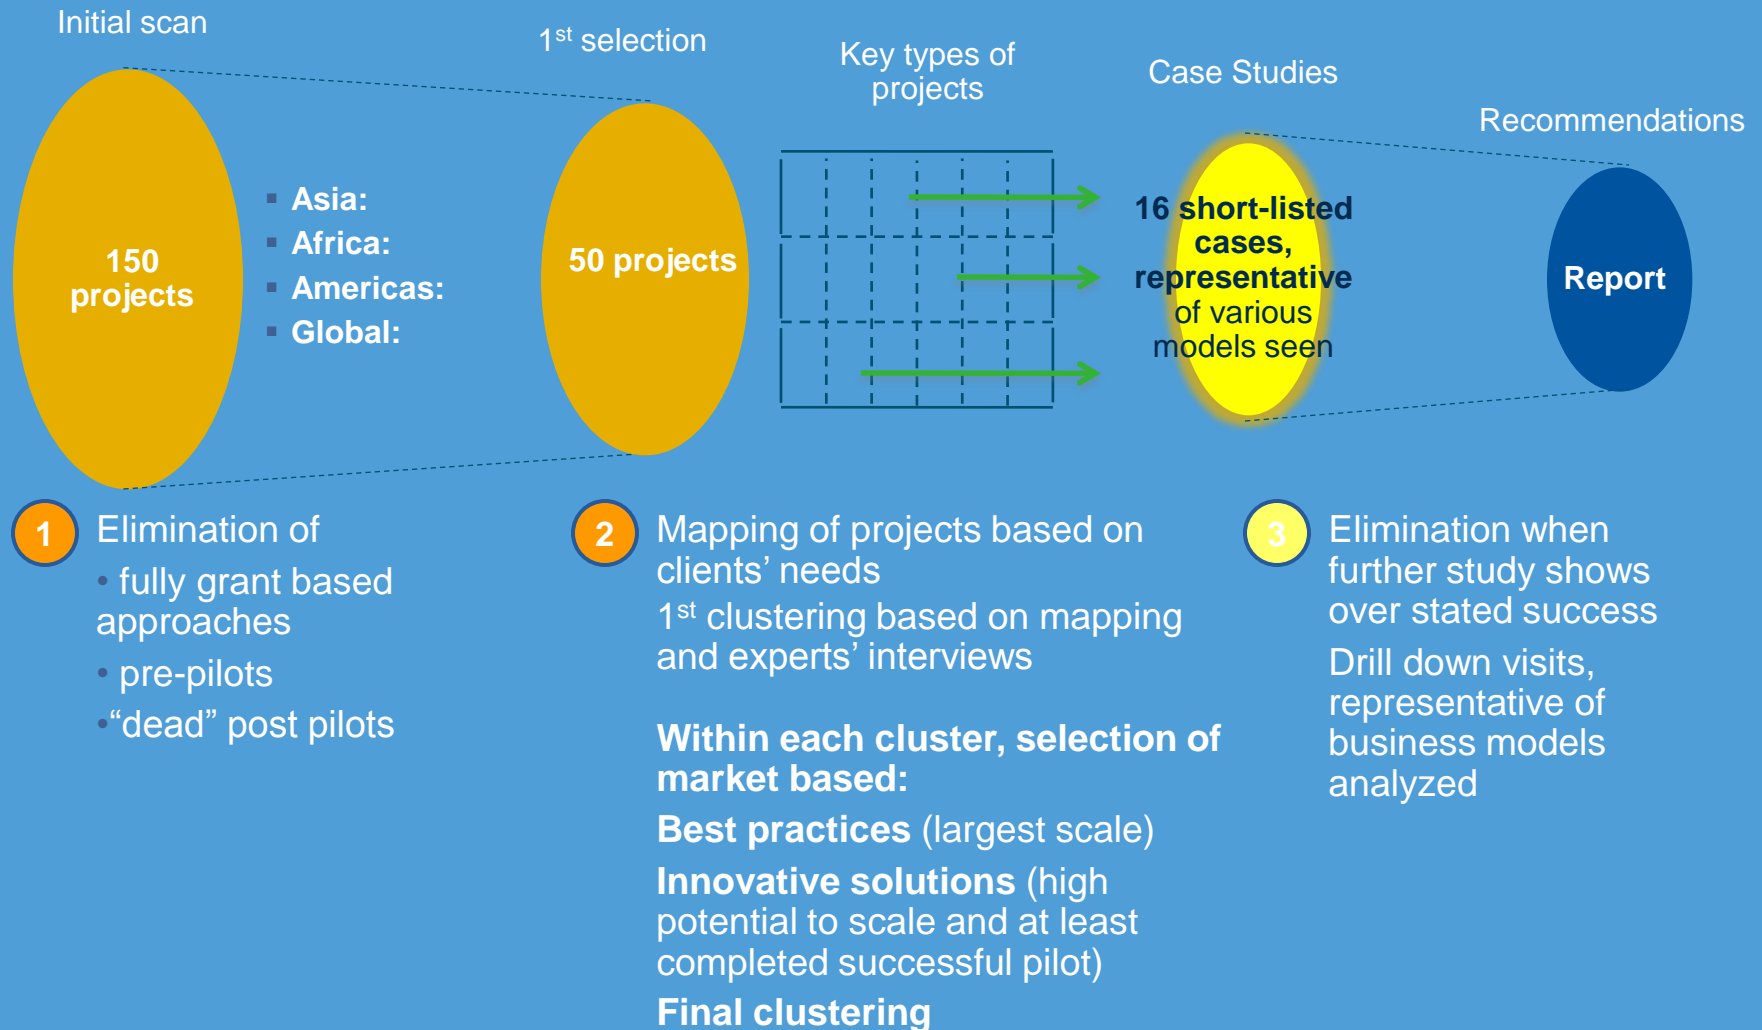 Initial scan
1st selection
Key types of
projects
Case Studies
Recommendations
150
projects
▪ Asia:
▪ Africa:
▪ Americas:
▪ Global:
50 projects
16 short-listed
cases,
representative
of various
models seen
Report
1
Elimination of
• fully grant based
approaches
• pre-pilots
•“dead” post pilots
2
Mapping of projects based on
clients’ needs
1st clustering based on mapping
and experts’ interviews
Within each cluster, selection of
market based:
Best practices (largest scale)
Innovative solutions (high
potential to scale and at least
completed successful pilot)
Final clustering
3
Elimination when
further study shows
over stated success
Drill down visits,
representative of
business models
analyzed